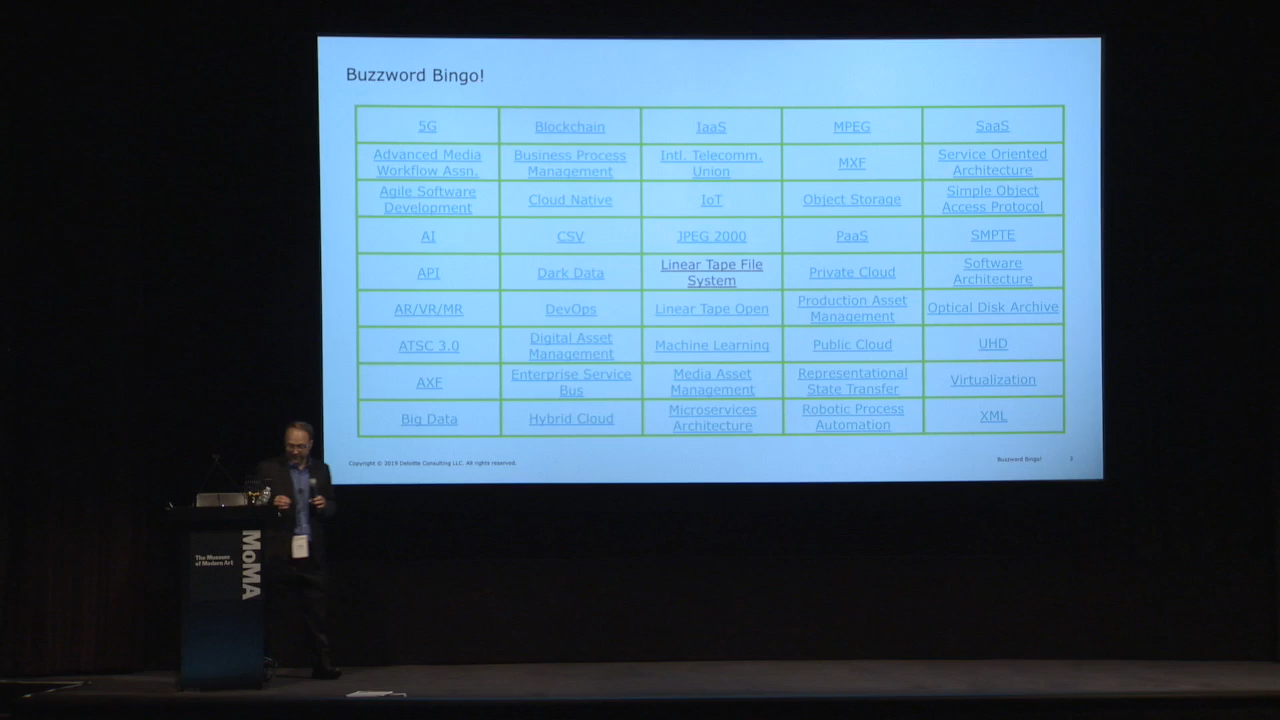 Buzzword Bingo!
5G
Blockchain
IaaS
MPEG
SaaS
Advanced Media
Workflow Assn.
Business Process
Management
Intl. Telecomm.
Union
MXF
Service Oriented
Architecture
Agile Software
Development
Cloud Native
IoT
Object Storage
Simple Object
Access Protocol
AI
CSV
JPEG 2000
PaaS
SMPTE
API
Dark Data
Linear Tape File
System
Private Cloud
Software
Architecture
AR/VR/MR
DevOps
Linear Tape Open
Production Asset
Management
Optical Disk Archive
ATSC 3.0
Digital Asset
Management
Machine Learning
Public Cloud
UHD
AXF
Enterprise Service
Bus
Media Asset
Management
Representational
State Transfer
Virtualization
Big Data
Hybrid Cloud
Microservices
Architecture
Robotic Process
Automation
XML
Copyright © 2019 Deloitte Consulting LLC. All rights reserved.
Buzzword Bingo!
The Museum
of Modern Art
MoMA